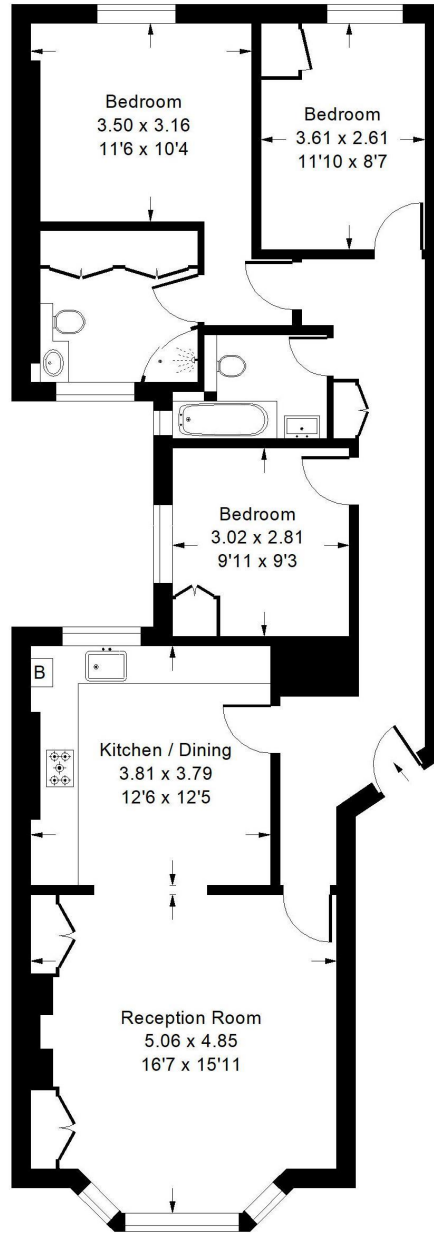 Bedroom
3.50 x 3.16
11'6 x 10'4
Bedroom
3.61 x 2.61
11'10 x 8'7
Bedroom
3.02 x 2.81
9'11 x 9'3
B
Kitchen / Dining
3.81 x 3.79
12'6 x 12'5
Reception Room
5.06 x 4.85
16'7 x 15'11